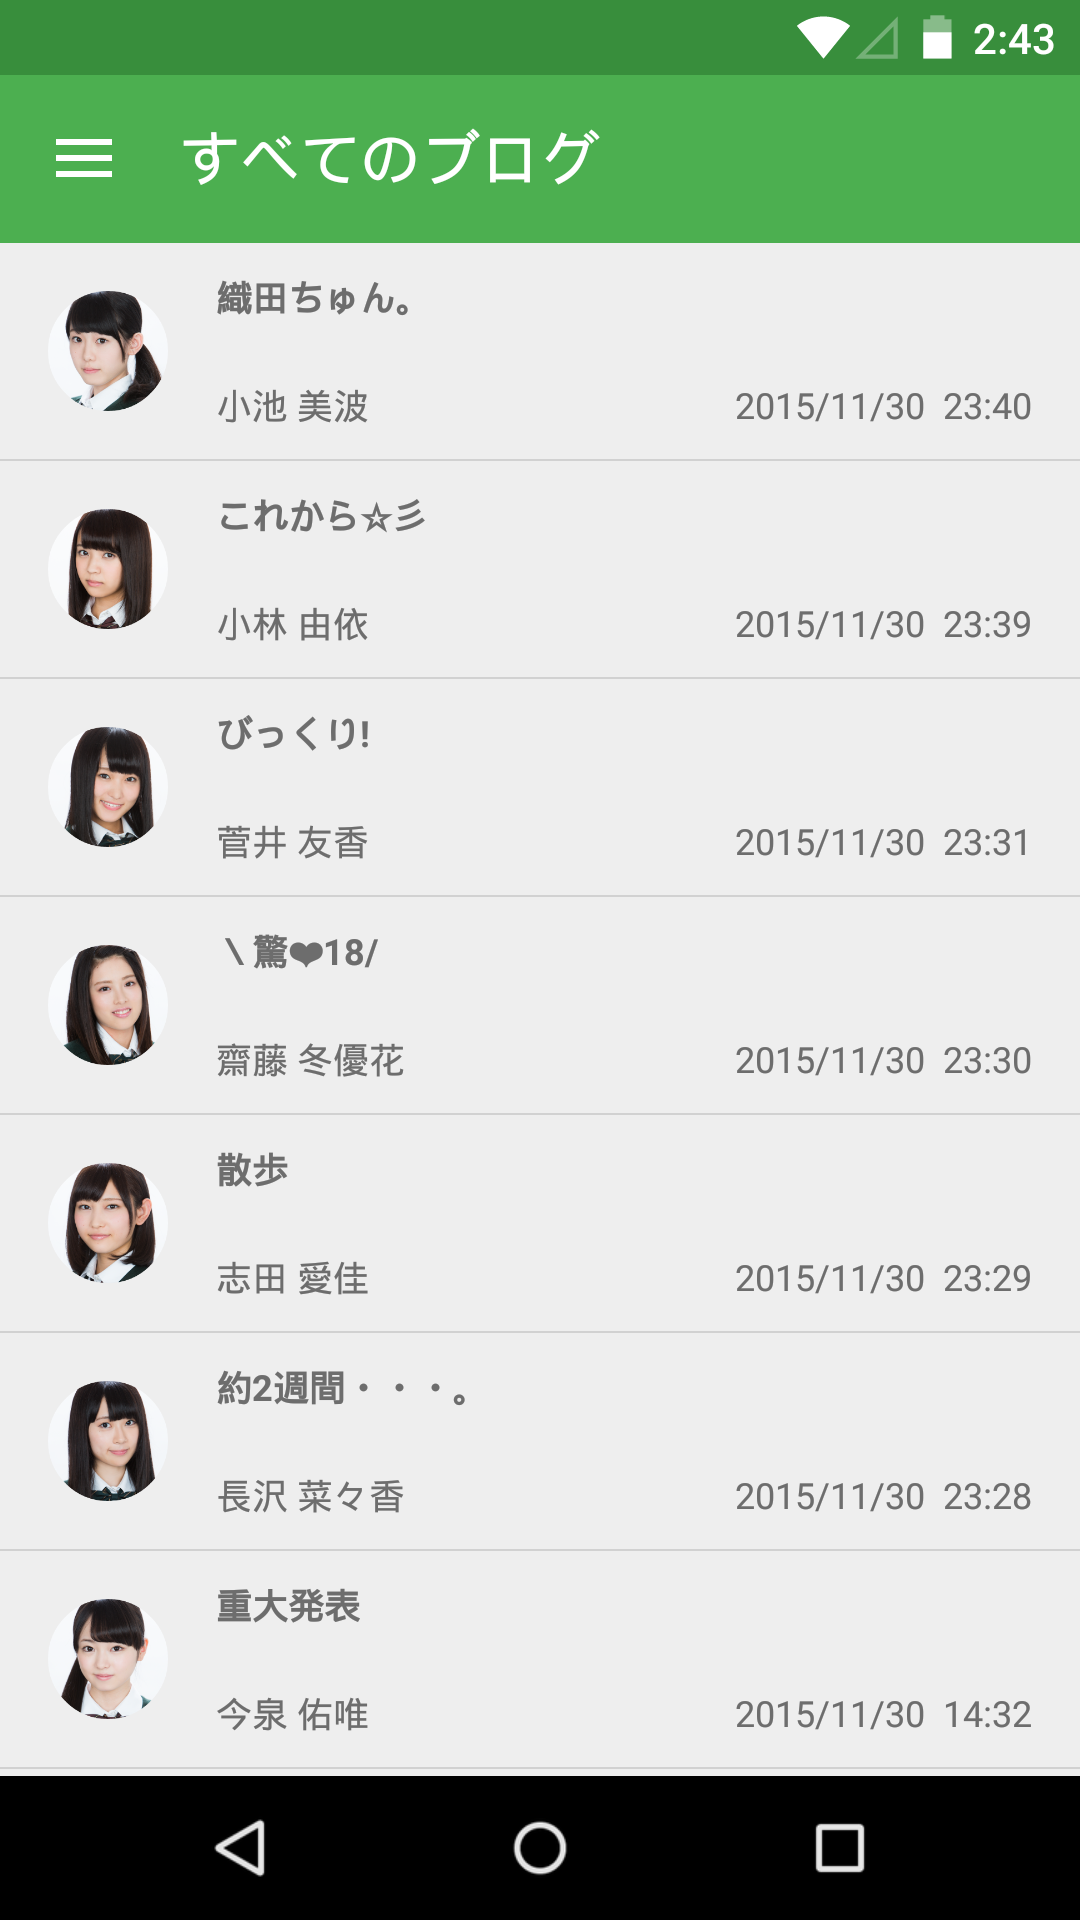 2:43
すべてのブログ
織田ちゅん。
小池 美波 2015/11/30 23:40
これから☆彡
小林 由依 2015/11/30 23:39
びっくり!
菅井 友香 2015/11/30 23:31
\驚❤18/
齋藤 冬優花 2015/11/30 23:30
散歩
志田 愛佳 2015/11/30 23:29
約2週間・・・。
長沢 菜々香 2015/11/30 23:28
重大発表
今泉 佑唯 2015/11/30 14:32